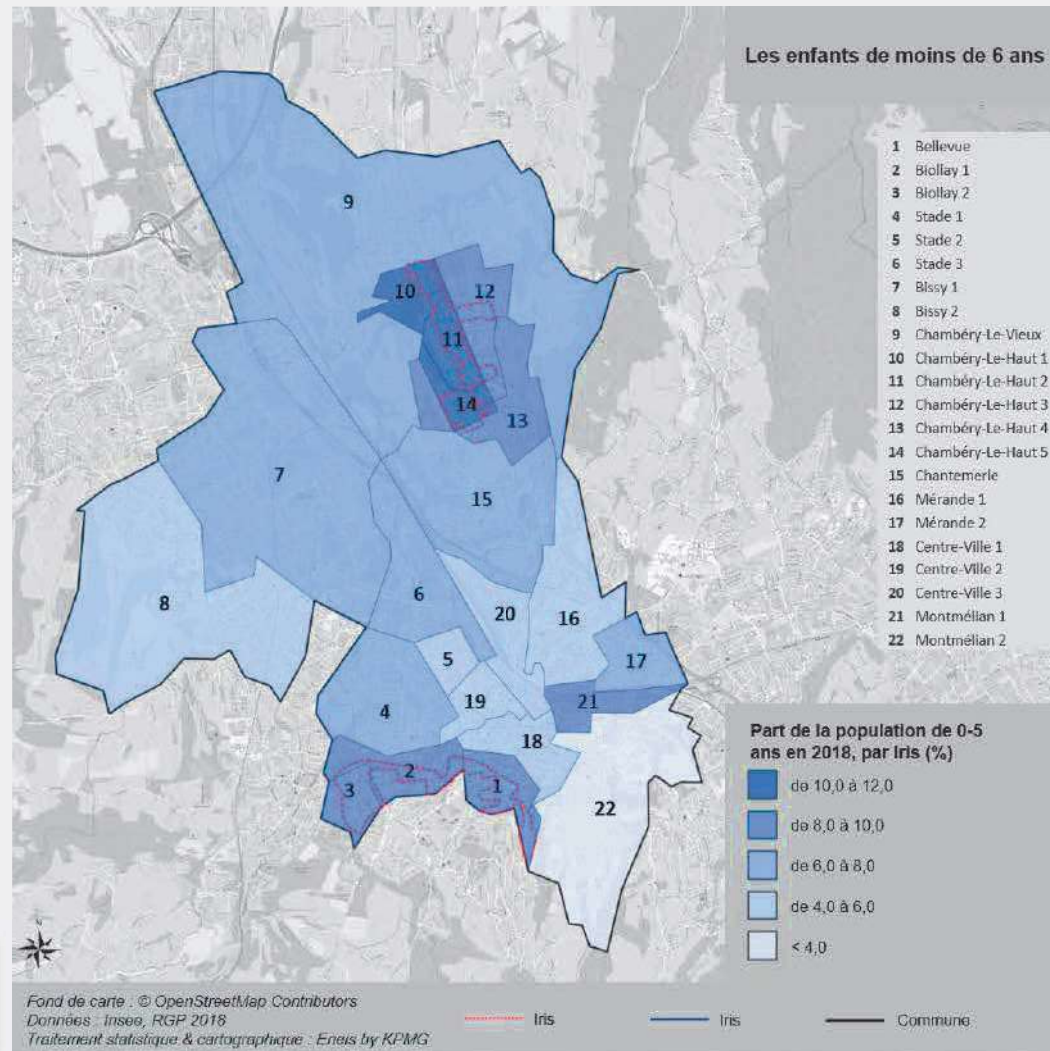 Les enfants de moins de 6 ans
1 Bellevue
2 Biollay 1
3 Biollay 2
4 Stade 1
5 Stade 2
6 Stade 3
7 Bissy 1
8 Bissy 2
9 Chambéry-Le-Vieux
10 Chambéry-Le-Haut 1
11 Chambéry-Le-Haut 2
12 Chambéry-Le-Haut 3
13 Chambéry-Le-Haut 4
14 Chambéry-Le-Haut 5
15 Chantemerle
16 Mérande 1
17 Mérande 2
18 Centre-Ville 1
19 Centre-Ville 2
20 Centre-Ville 3
21 Montmélian 1
22 Montmélian 2
9
10
12
11
14
13
7
15
8
6
20
16
5
17
19
21
4
18
2
3
1
22
Part de la population de 0-5
ans en 2018, par Iris (%)
de 10,0 à 12,0
de 8,0 à 10,0
de 6,0 à 8,0
de 4,0 à 6,0
< 4,0
Fond de carte : © OpenStreetMap Contributors
Données : Insee, RGP 2018
Traitement statistique & cartographique : Eneis by KPMG
Iris
Iris
Commune